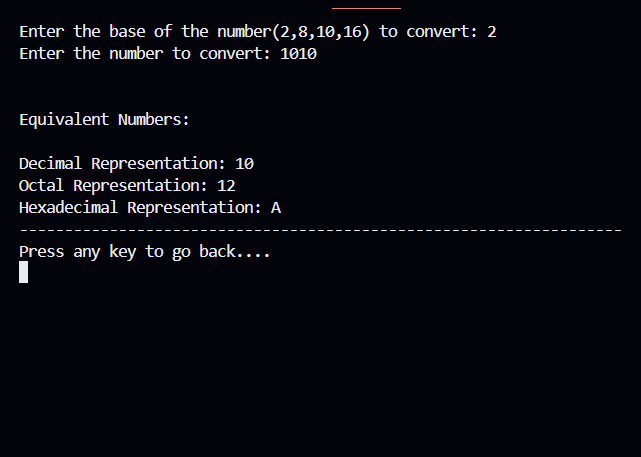 Enter the base of the number(2,8,10,16) to convert: 2
Enter the number to convert: 1010
Equivalent Numbers:
Decimal Representation: 10
Octal Representation: 12
Hexadecimal Representation: A
-------------------------------------------------------------------
Press any key to go back....